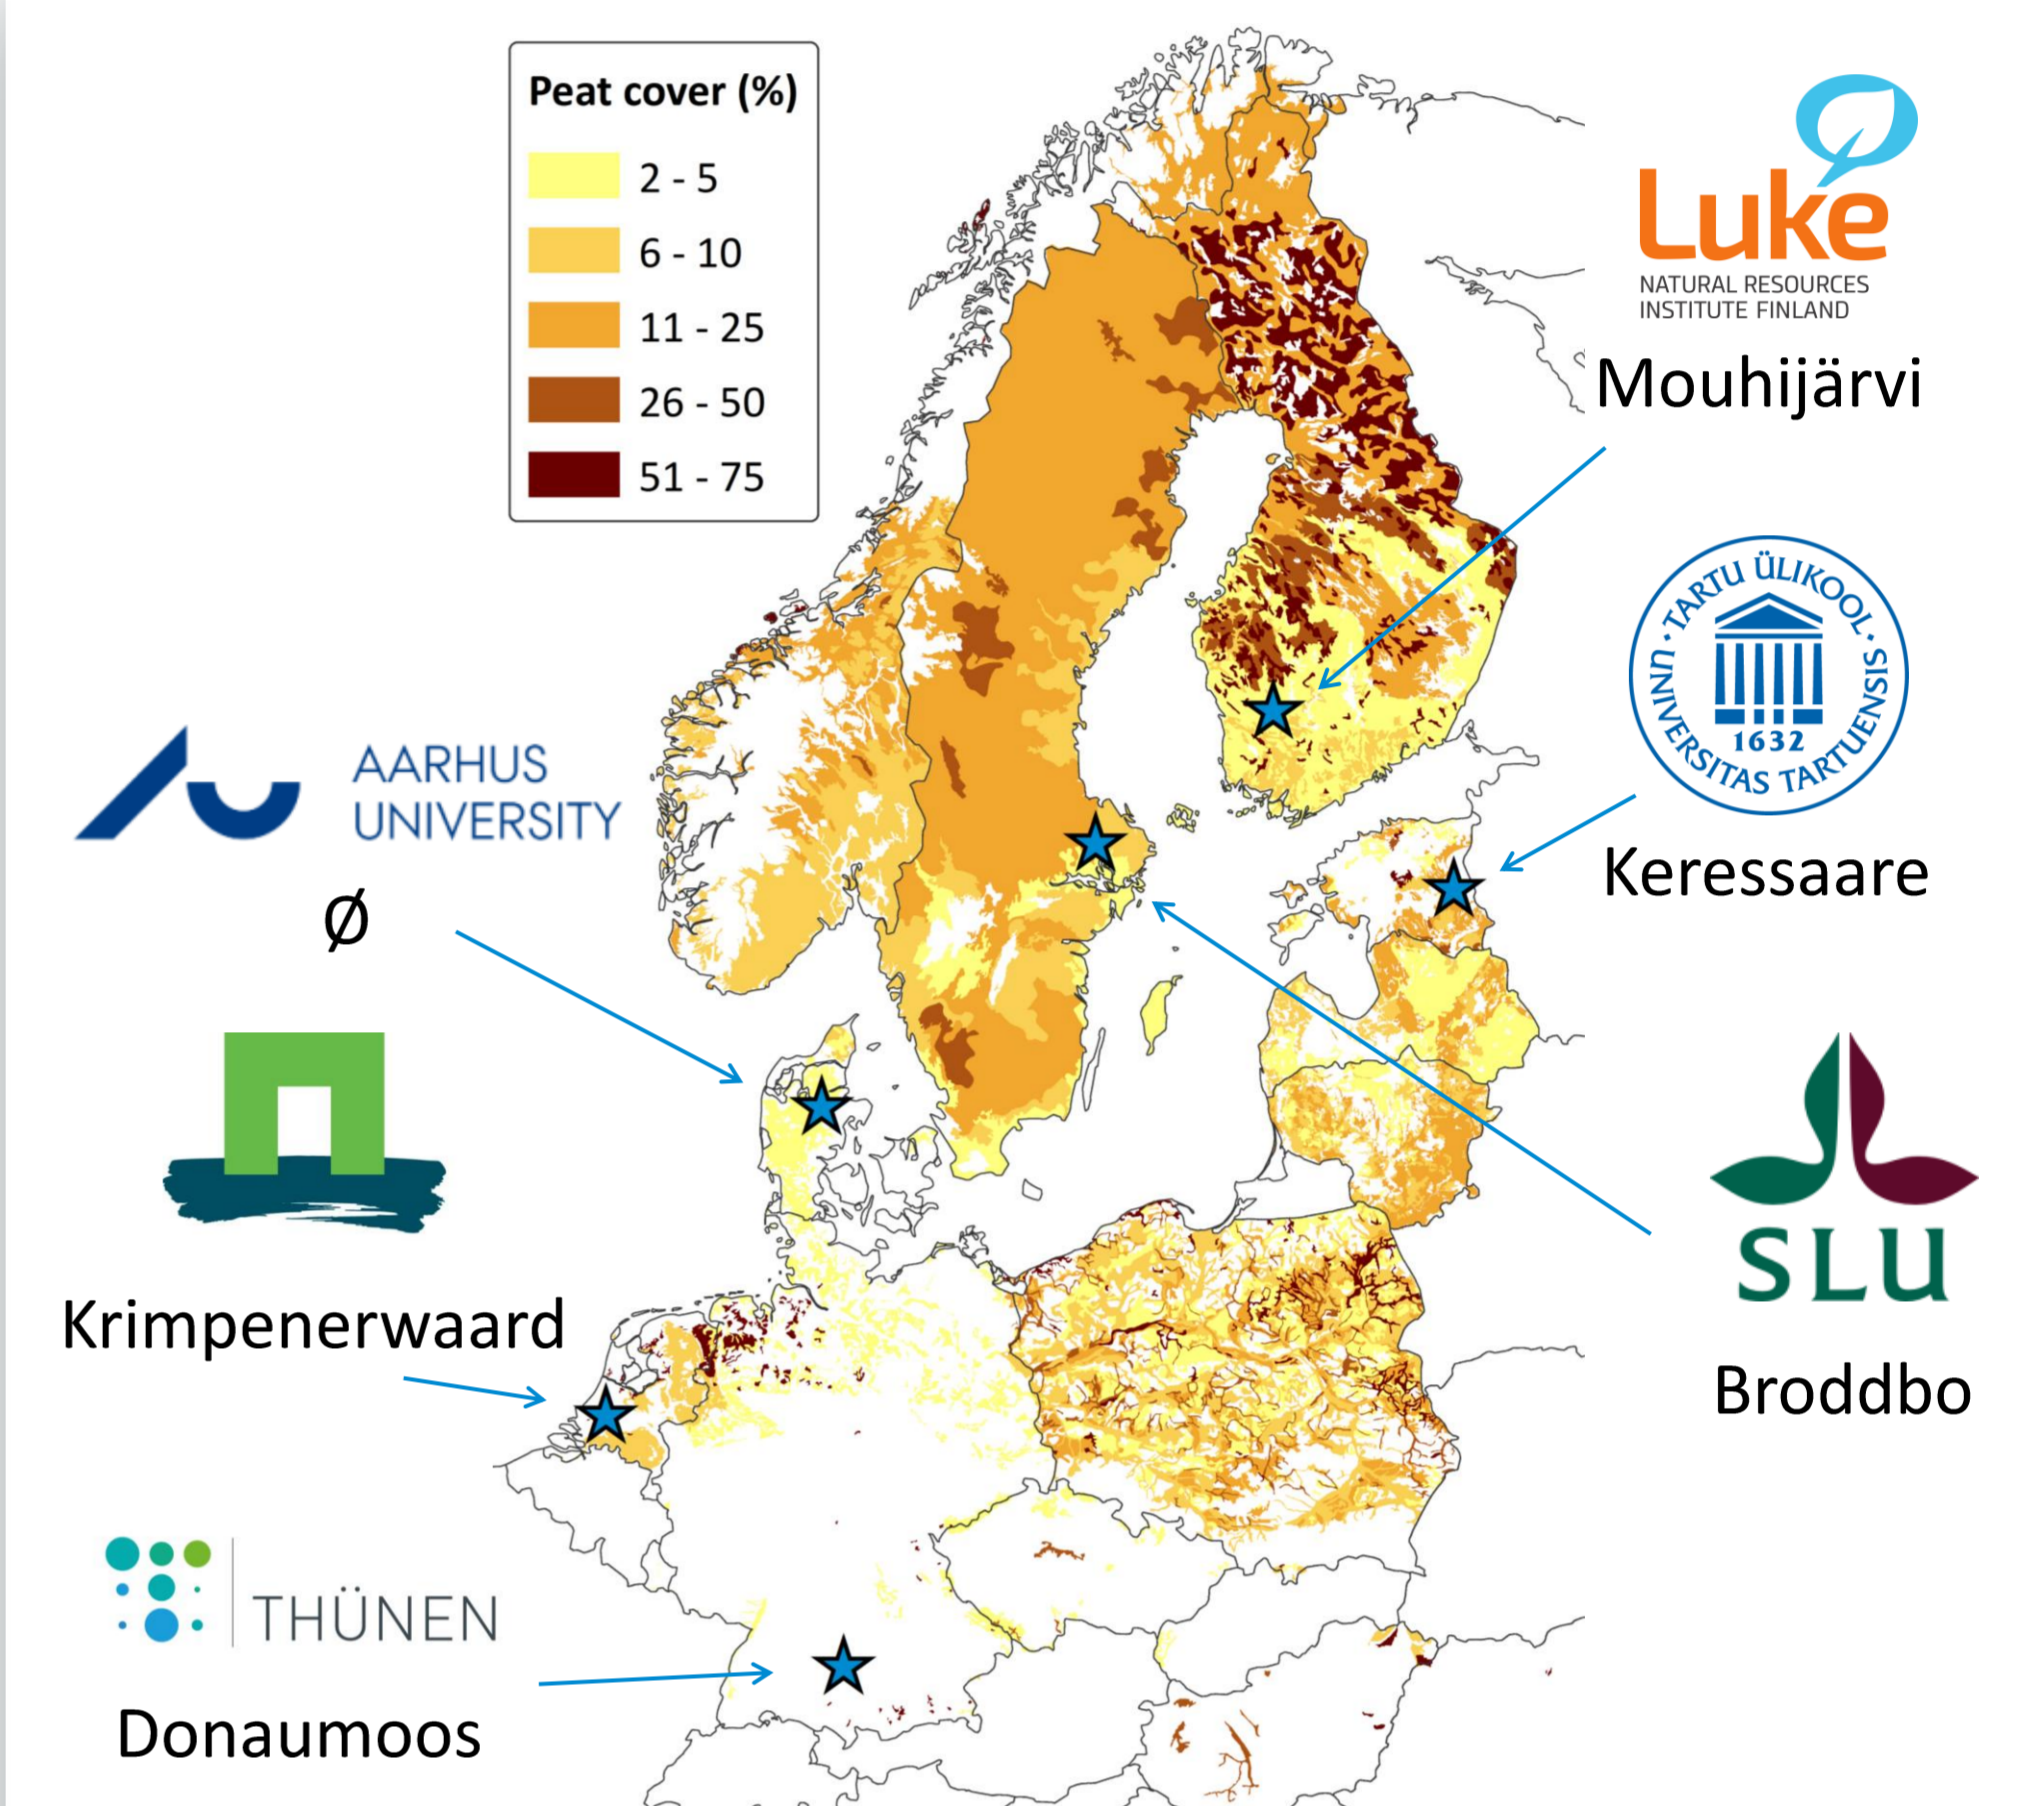 Peat cover (%)
2 - 5
6 - 10
11 - 25
26 - 50
51 - 75
Luke
NATURAL RESOURCES
INSTITUTE FINLAND
Mouhijärvi
TARTU ÜLIKOOL · UNIVERSITAS TARTUENSIS ·
1632
Keressaare
AARHUS
UNIVERSITY
Ø
Krimpenerwaard
SLU
Broddbo
THÜNEN
Donaumoos